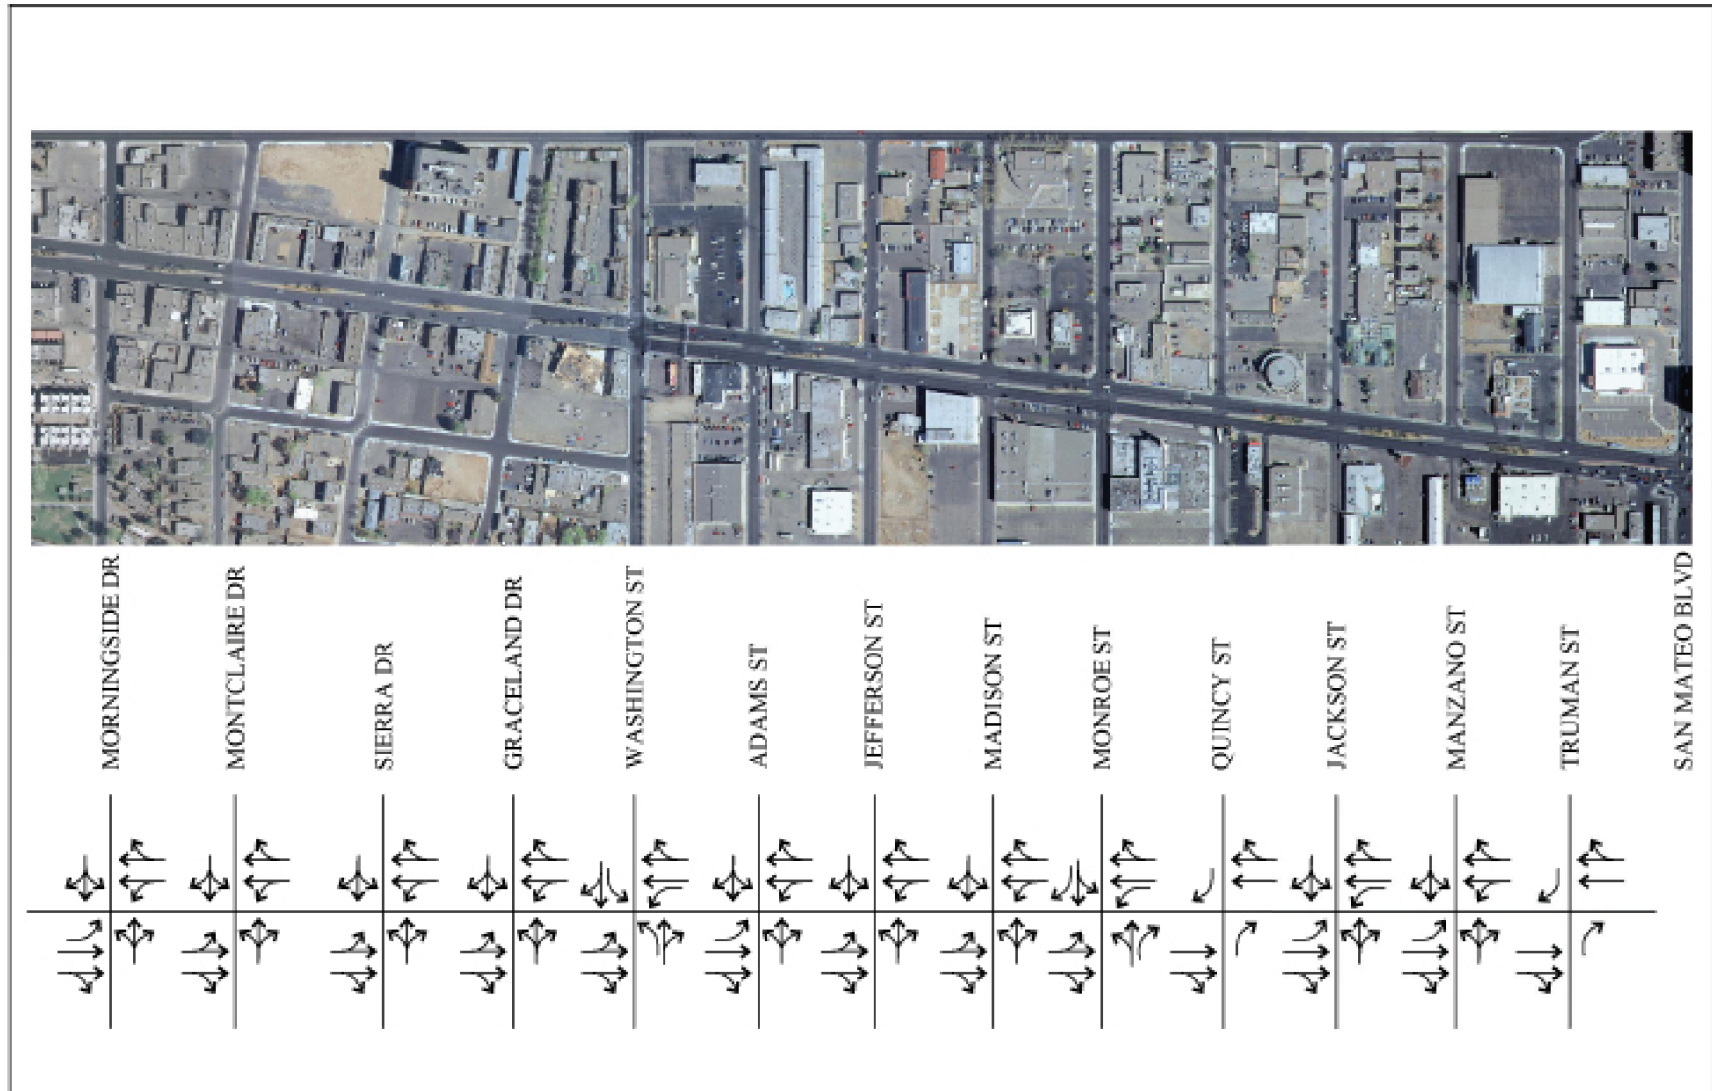 MORNINGSIDE DR
MONTCLAIRE DR
SIERRA DR
GRACELAND DR
WASHINGTON ST
ADAMS ST
JEFFERSON ST
MADISON ST
MONROE ST
QUINCY ST
JACKSON ST
MANZANO ST
TRUMAN ST
SAN MATEO BLVD